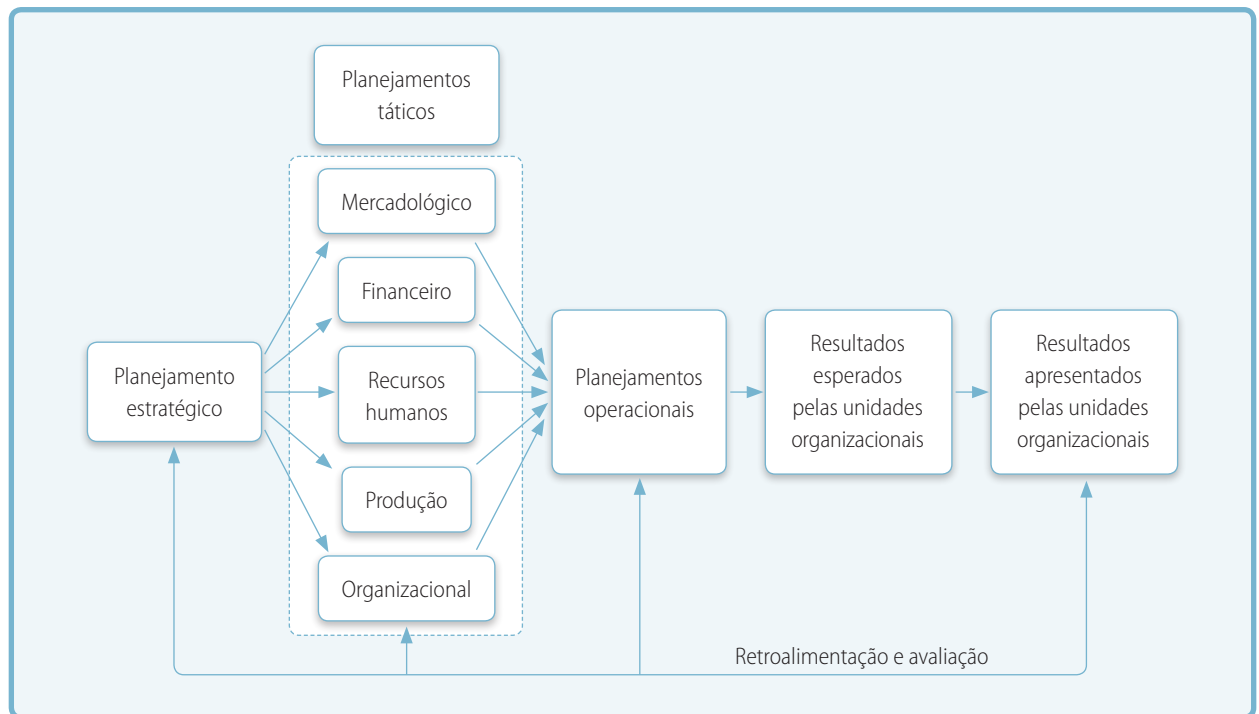 Planejamentos
táticos
Mercadológico
Financeiro
Planejamento
estratégico
Recursos
humanos
Produção
Organizacional
Planejamentos
operacionais
Resultados
esperados
pelas unidades
organizacionais
Resultados
apresentados
pelas unidades
organizacionais
Retroalimentação e avaliação